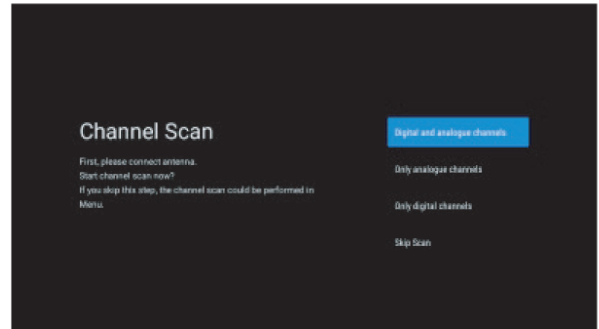 Channel Scan
First, please connect antenna.
Start channel scan now?
If you skip this step, the channel scan could be performed in
Menu.
Digital and analogue channels
Only analogue channels
Only digital channels
Skip Scan